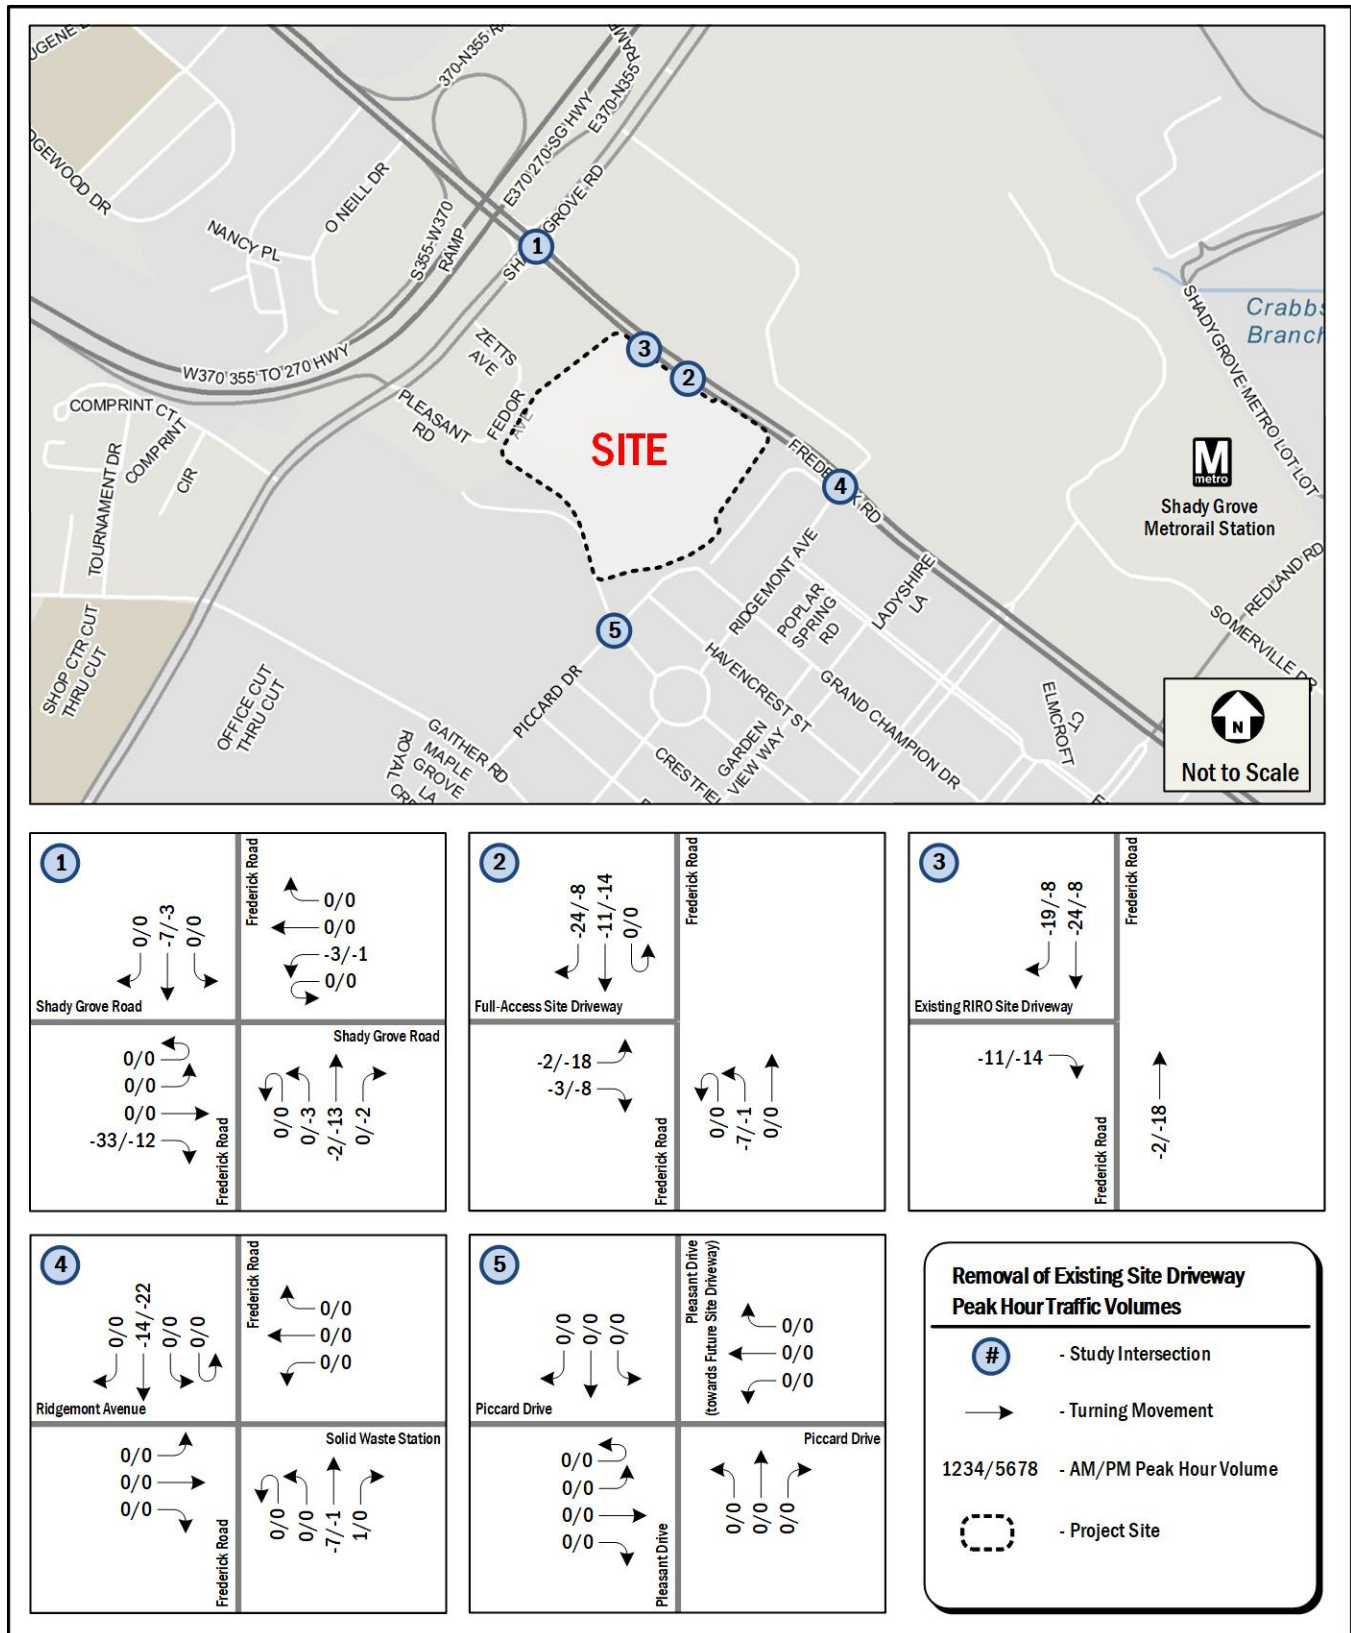 UGENE
370-N355 RA
RAMP
E370-N355
E370 270-SG HWY
DGEWOOD DR
O NEILL DR
NANCY PL
S355-W370
RAMP
SHA
GROVE RD
1
W370 355 TO 270 HWY
ZETTS
AVE
3
2
COMPRINT CT
COMPRINT
CIR
TOURNAMENT DR
PLEASANT
RD
FEDOR
AVE
SITE
FREDE
K RD
4
SHADYGROVE METRO LOT LOT
Crabbs
Branch
M
metro
Shady Grove
Metrorail Station
REDLAND RD
SOMERVILLE DR
RIDGEMONT AVE
POPLAR
SPRING
RD
LADYSHIRE
LA
5
SHOP CTR CUT
THRU CUT
OFFICE CUT
THRU CUT
PICCARD DR
HAVENCREST ST
GRAND CHAMPION DR
GARDEN
VIEW WAY
CRESTFIE
GAITHER RD
MAPLE
GROVE
LA
ROYAL
CRE
ELMCROFT
CT
N
Not to Scale
1
Frederick Road
0/0
-7/-3
0/0
0/0
0/0
-3/-1
0/0
Shady Grove Road
Shady Grove Road
0/0
0/0
0/0
-33/-12
Frederick Road
0/0
0/-3
-2/-13
0/-2
2
Frederick Road
-24/-8
-11/-14
0/0
Full-Access Site Driveway
-2/-18
-3/-8
Frederick Road
0/0
-7/-1
0/0
3
Frederick Road
-19/-8
-24/-8
Existing RIRO Site Driveway
-11/-14
Frederick Road
-2/-18
4
Frederick Road
0/0
-14/-22
0/0
0/0
0/0
0/0
0/0
Ridgemont Avenue
Solid Waste Station
0/0
0/0
0/0
Frederick Road
0/0
0/0
-7/-1
1/0
5
Pleasant Drive
(towards Future Site Driveway)
0/0
0/0
0/0
0/0
0/0
0/0
Piccard Drive
Piccard Drive
0/0
0/0
0/0
0/0
Pleasant Drive
0/0
0/0
0/0
Removal of Existing Site Driveway
Peak Hour Traffic Volumes
# - Study Intersection
- Turning Movement
1234/5678 - AM/PM Peak Hour Volume
- Project Site